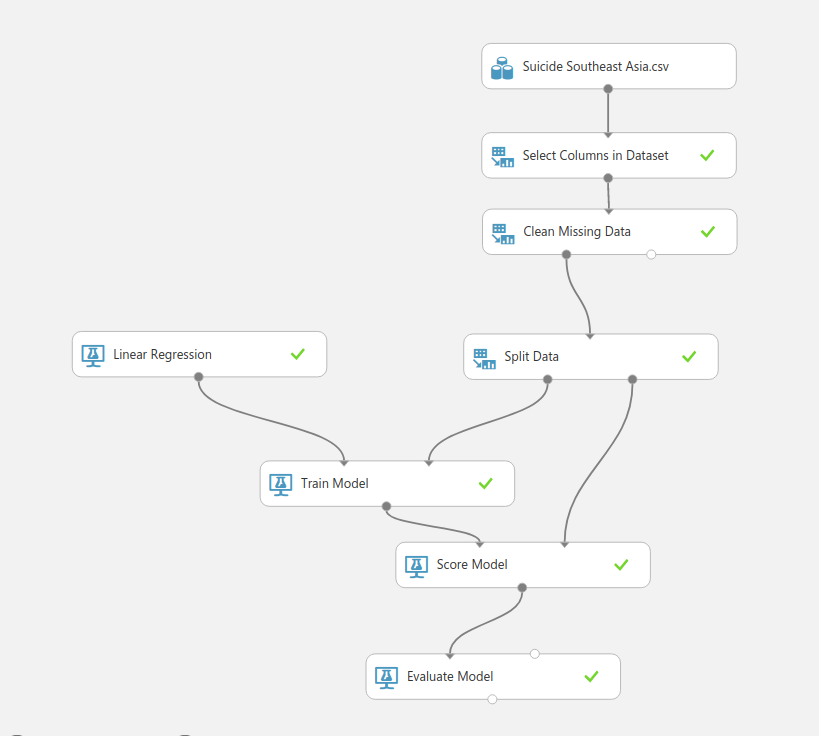 Suicide Southeast Asia.csv
Select Columns in Dataset
Clean Missing Data
Linear Regression
Split Data
Train Model
Score Model
Evaluate Model